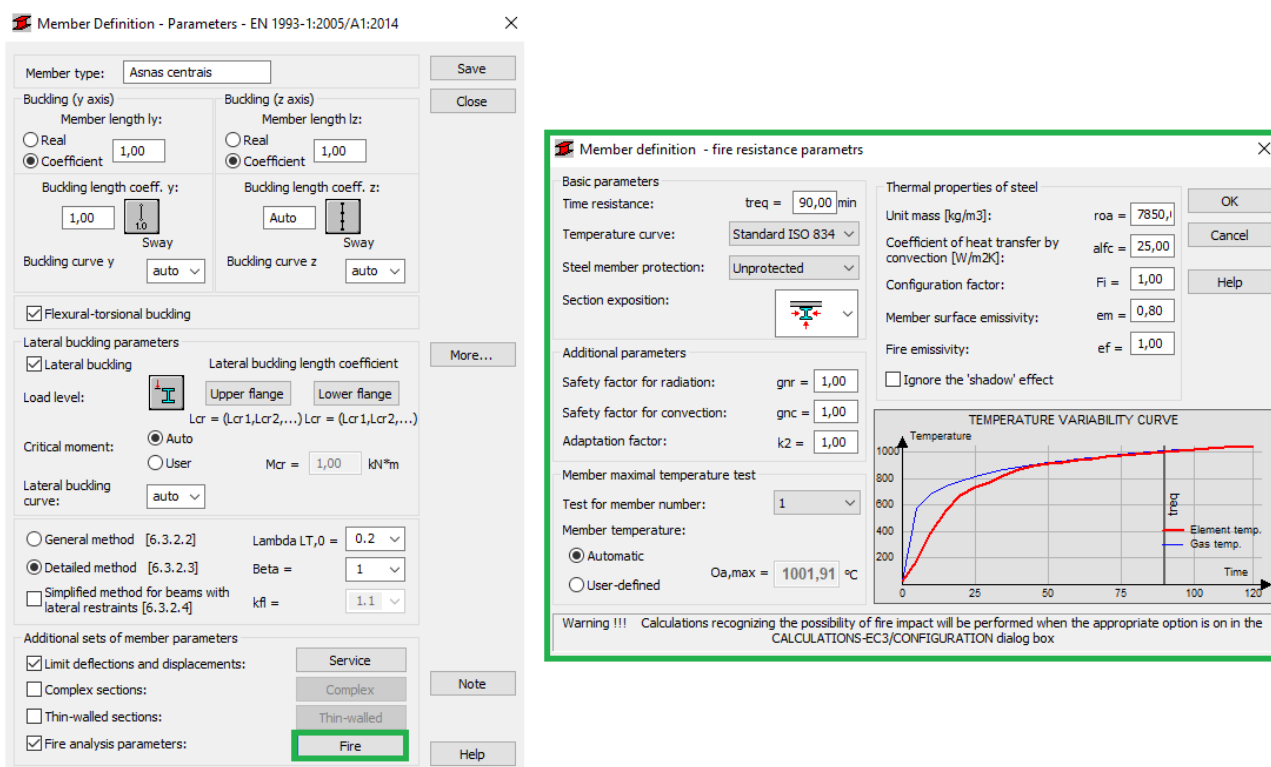 Member Definition - Parameters - EN 1993-1:2005/A1:2014
Member type: Asnas centrais
Save
Close
Buckling (y axis)
Member length ly:
Real
Coefficient
1,00
Buckling (z axis)
Member length lz:
Real
Coefficient
1,00
Buckling length coeff. y:
1,00
1.0
Sway
Buckling curve y
auto
Buckling length coeff. z:
Auto
Sway
Buckling curve z
auto
Flexural-torsional buckling
Lateral buckling parameters
Lateral buckling
Lateral buckling length coefficient
Load level:
Upper flange
Lower flange
Lcr = (Lcr1,Lcr2,...) Lcr = (Lcr1,Lcr2,...)
Critical moment:
Auto
User
Mcr = 1,00 kN*m
Lateral buckling
curve:
auto
More...
General method [6.3.2.2]
Lambda LT,0 = 0.2
Detailed method [6.3.2.3]
Beta = 1
Simplified method for beams with
lateral restraints [6.3.2.4]
kfl = 1.1
Additional sets of member parameters
Limit deflections and displacements:
Service
Complex sections:
Complex
Thin-walled sections:
Thin-walled
Fire analysis parameters:
Fire
Note
Help
Member definition - fire resistance parametrs
Basic parameters
Time resistance: treq = 90,00 min
Temperature curve: Standard ISO 834
Steel member protection: Unprotected
Section exposition:
Additional parameters
Safety factor for radiation: gnr = 1,00
Safety factor for convection: gnc = 1,00
Adaptation factor: k2 = 1,00
Member maximal temperature test
Test for member number: 1
Member temperature:
Automatic
User-defined
Oa,max = 1001,91 ºC
Thermal properties of steel
Unit mass [kg/m3]: roa = 7850,
Coefficient of heat transfer by
convection [W/m2K]:
alfc = 25,00
Configuration factor: Fi = 1,00
Member surface emissivity: em = 0,80
Fire emissivity: ef = 1,00
Ignore the 'shadow' effect
OK
Cancel
Help
TEMPERATURE VARIABILITY CURVE
Temperature
1000
800
600
400
200
treq
Element temp.
Gas temp.
Time
0 25 50 75 100 120
Warning !!! Calculations recognizing the possibility of fire impact will be performed when the appropriate option is on in the
CALCULATIONS-EC3/CONFIGURATION dialog box